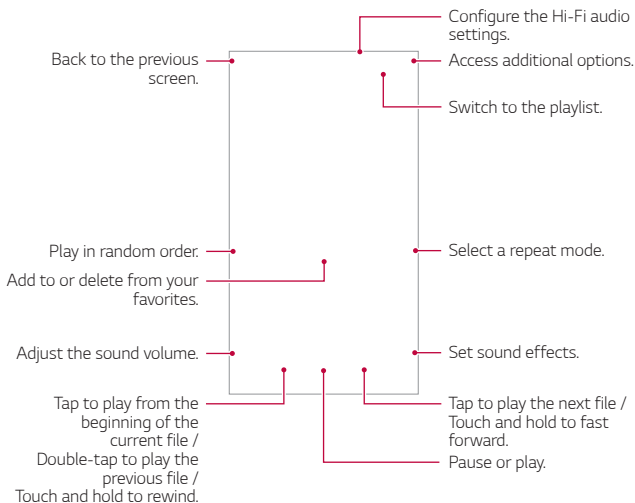 Configure the Hi-Fi audio
settings.
Back to the previous
screen.
Access additional options.
Switch to the playlist.
Play in random order.
Select a repeat mode.
Add to or delete from your
favorites.
Adjust the sound volume.
Set sound effects.
Tap to play from the
beginning of the
current file /
Double-tap to play the
previous file /
Touch and hold to rewind.
Tap to play the next file /
Touch and hold to fast
forward.
Pause or play.